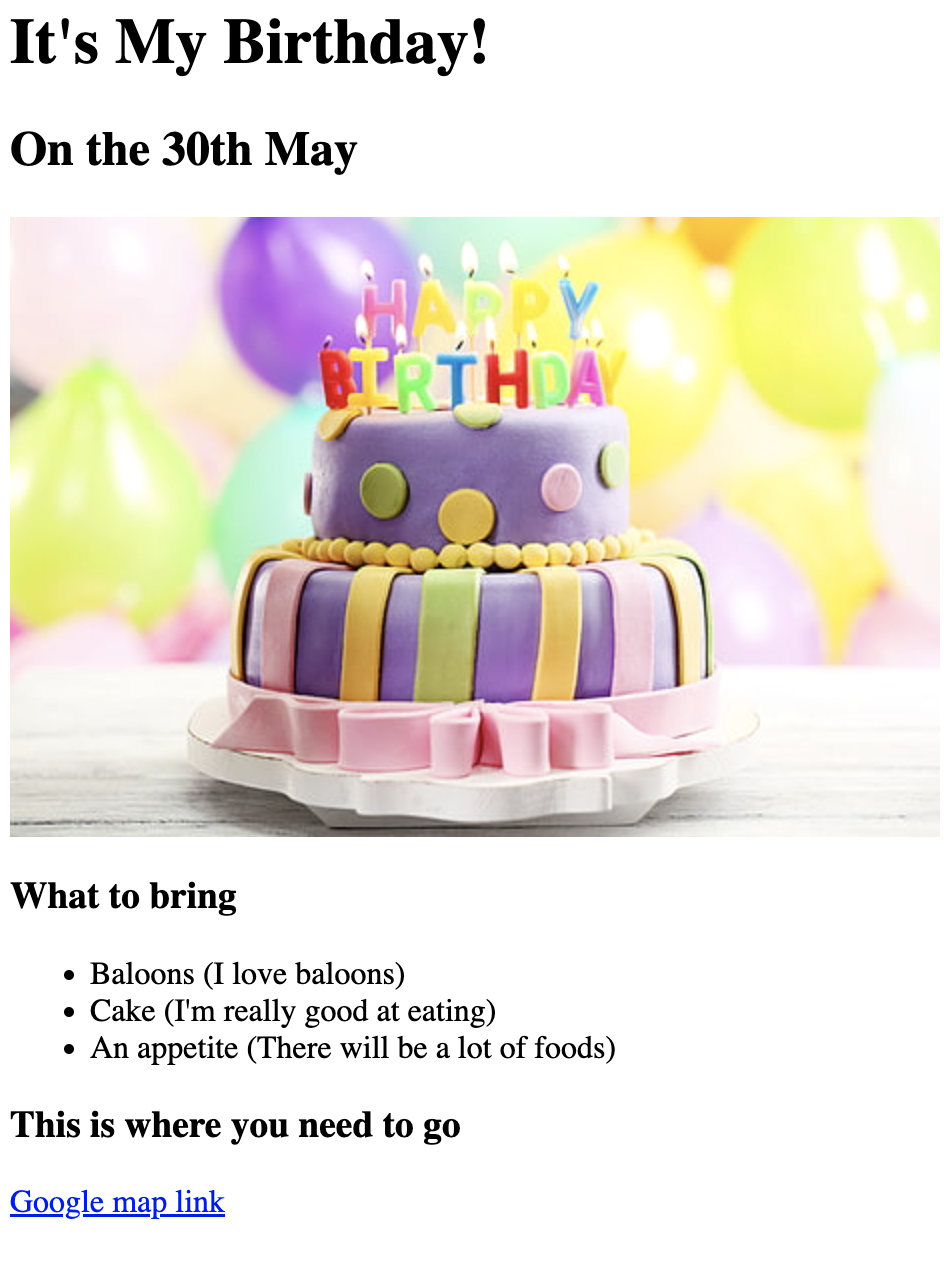 It's My Birthday!
On the 30th May
HAPPY
BIRTHDAY
What to bring
Baloons (I love baloons)
Cake (I'm really good at eating)
An appetite (There will be a lot of foods)
This is where you need to go
Google map link